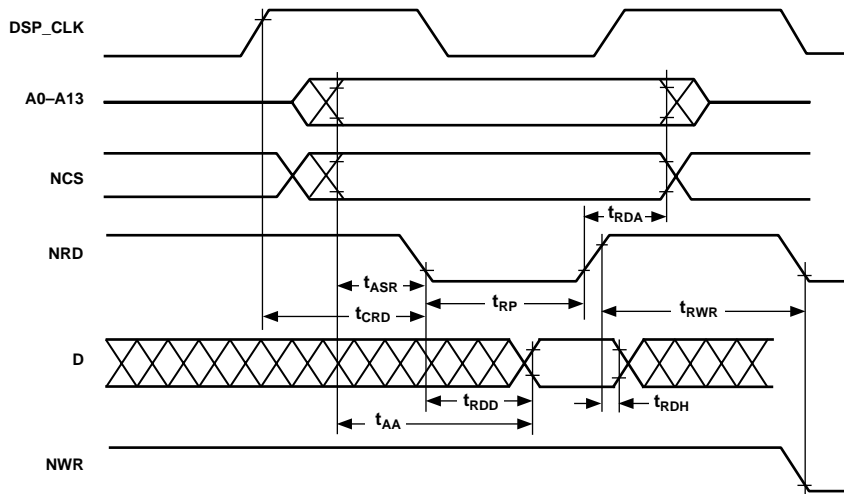 DSP_CLK
A0–A13
NCS
tRDA
NRD
tASR
tRP
tCRD
tRWR
D
tRDD
tRDH
tAA
NWR